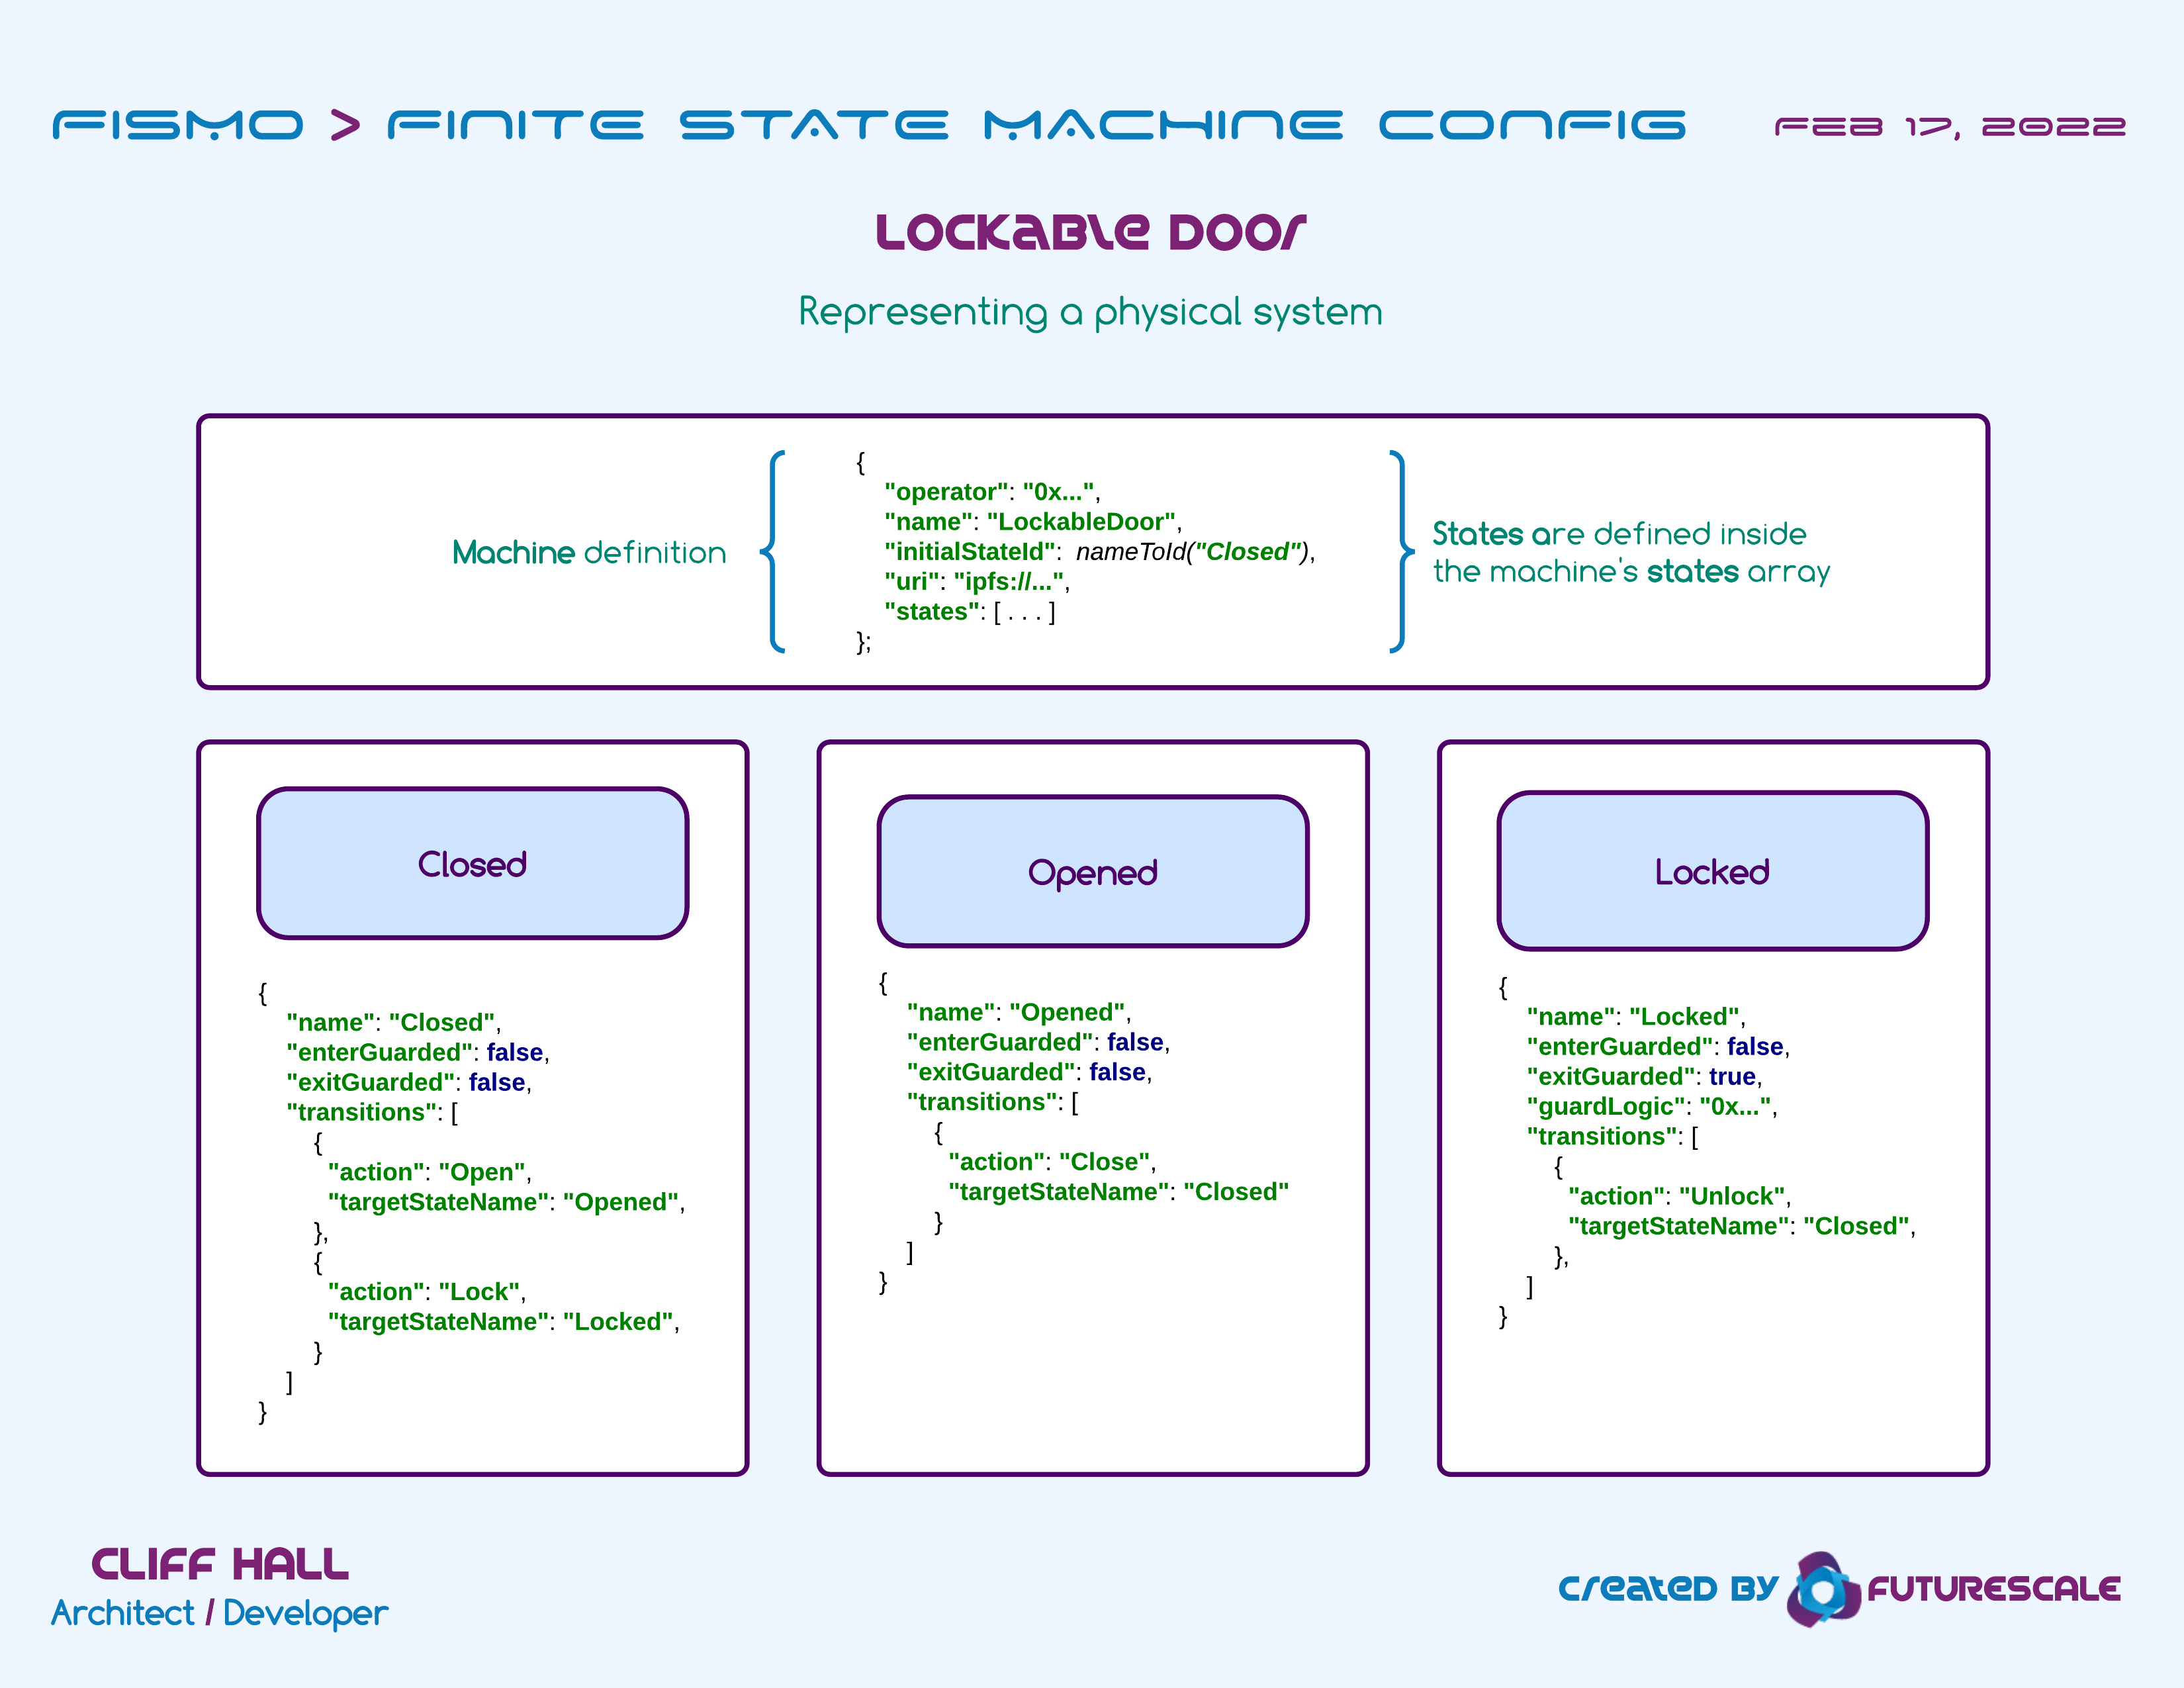 FISMO > FINITE STATE MACHINE CONFIG
FEB 17, 2022
LOCKABLE DOOR
Representing a physical system
Machine definition
{
"operator": "0x...",
"name": "LockableDoor",
"initialStateId": nameToId("Closed"),
"uri": "ipfs://...",
"states": [ . . . ]
};
States are defined inside
the machine's states array
Closed
{
"name": "Closed",
"enterGuarded": false,
"exitGuarded": false,
"transitions": [
{
"action": "Open",
"targetStateName": "Opened",
},
{
"action": "Lock",
"targetStateName": "Locked",
}
]
}
Opened
{
"name": "Opened",
"enterGuarded": false,
"exitGuarded": false,
"transitions": [
{
"action": "Close",
"targetStateName": "Closed"
}
]
}
Locked
{
"name": "Locked",
"enterGuarded": false,
"exitGuarded": true,
"guardLogic": "0x...",
"transitions": [
{
"action": "Unlock",
"targetStateName": "Closed",
},
]
}
CLIFF HALL
Architect / Developer
CREATED BY FUTURESCALE